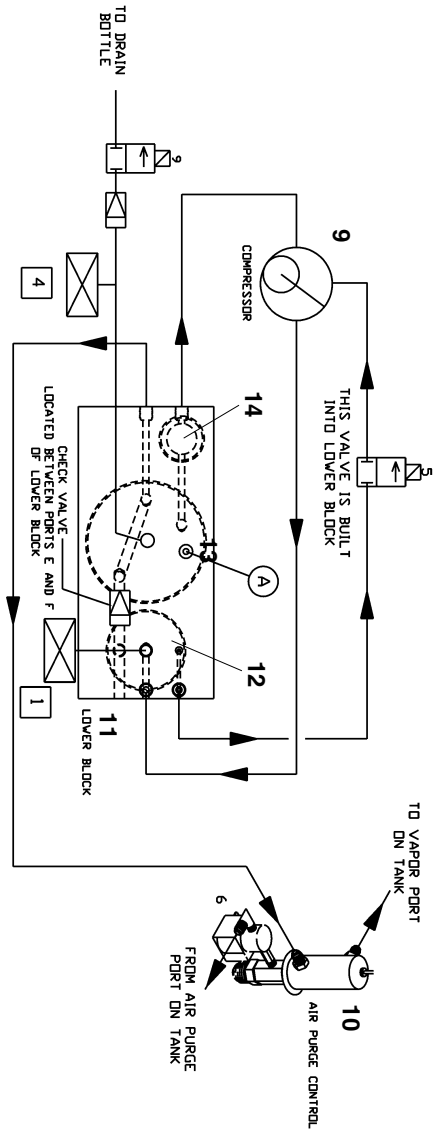 TO DRAIN
BOTTLE
9
4
9
COMPRESSOR
5
THIS VALVE IS BUILT
INTO LOWER BLOCK
14
13
A
12
CHECK VALVE
LOCATED BETWEEN PORTS E AND F
OF LOWER BLOCK
1
11
LOWER BLOCK
TO VAPOR PORT
ON TANK
6
10
AIR PURGE CONTROL
FROM AIR PURGE
PORT ON TANK